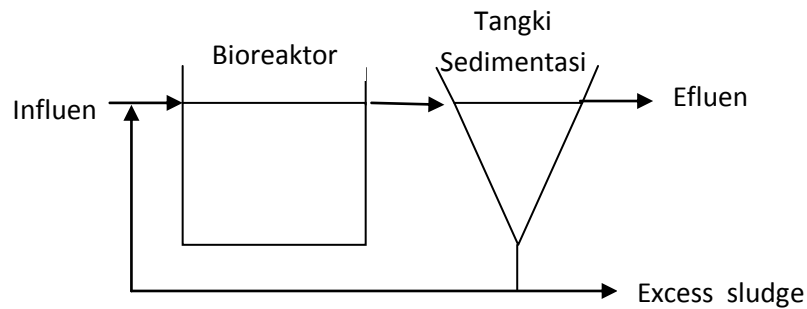 Tangki
Sedimentasi
Bioreaktor
Influen
Efluen
Excess sludge